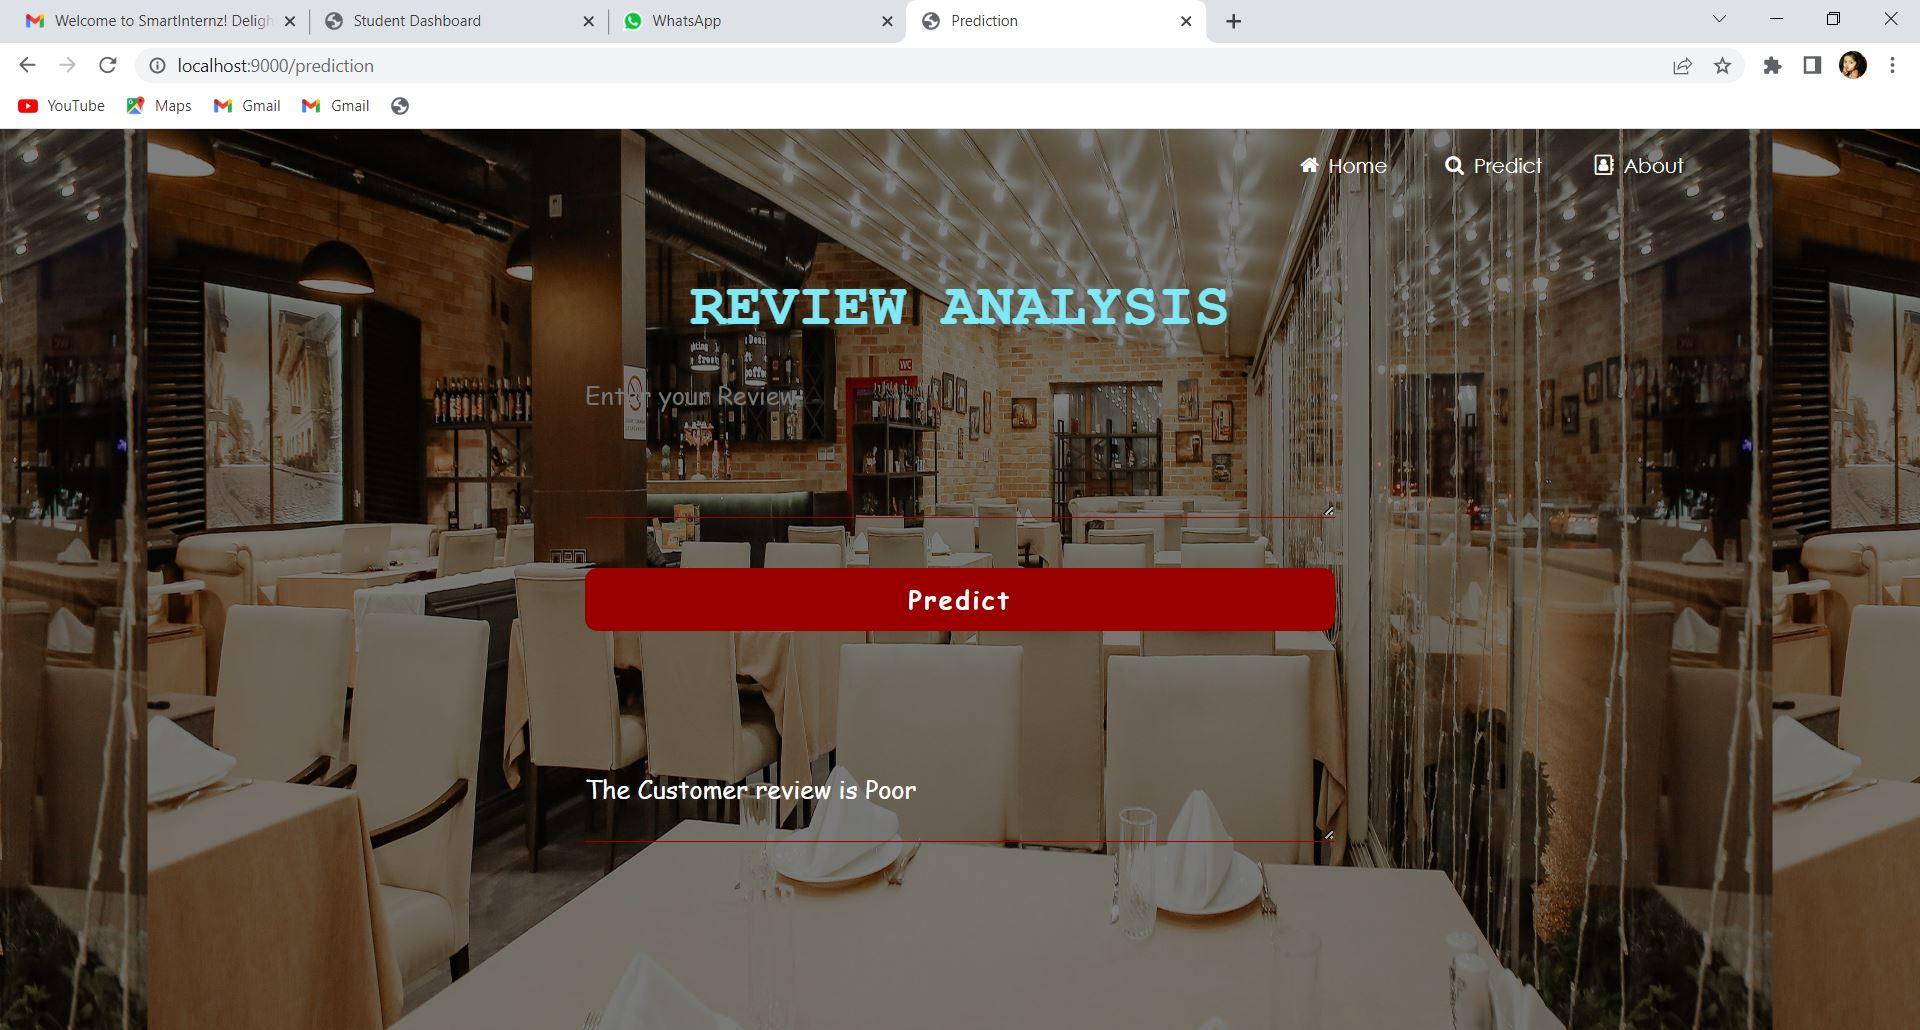 Welcome to SmartInternz! Deligh
Student Dashboard
WhatsApp
Prediction
localhost:9000/prediction
YouTube
Maps
Gmail
Gmail
Home
Predict
About
REVIEW ANALYSIS
WC
Enter your Review
Predict
The Customer review is Poor